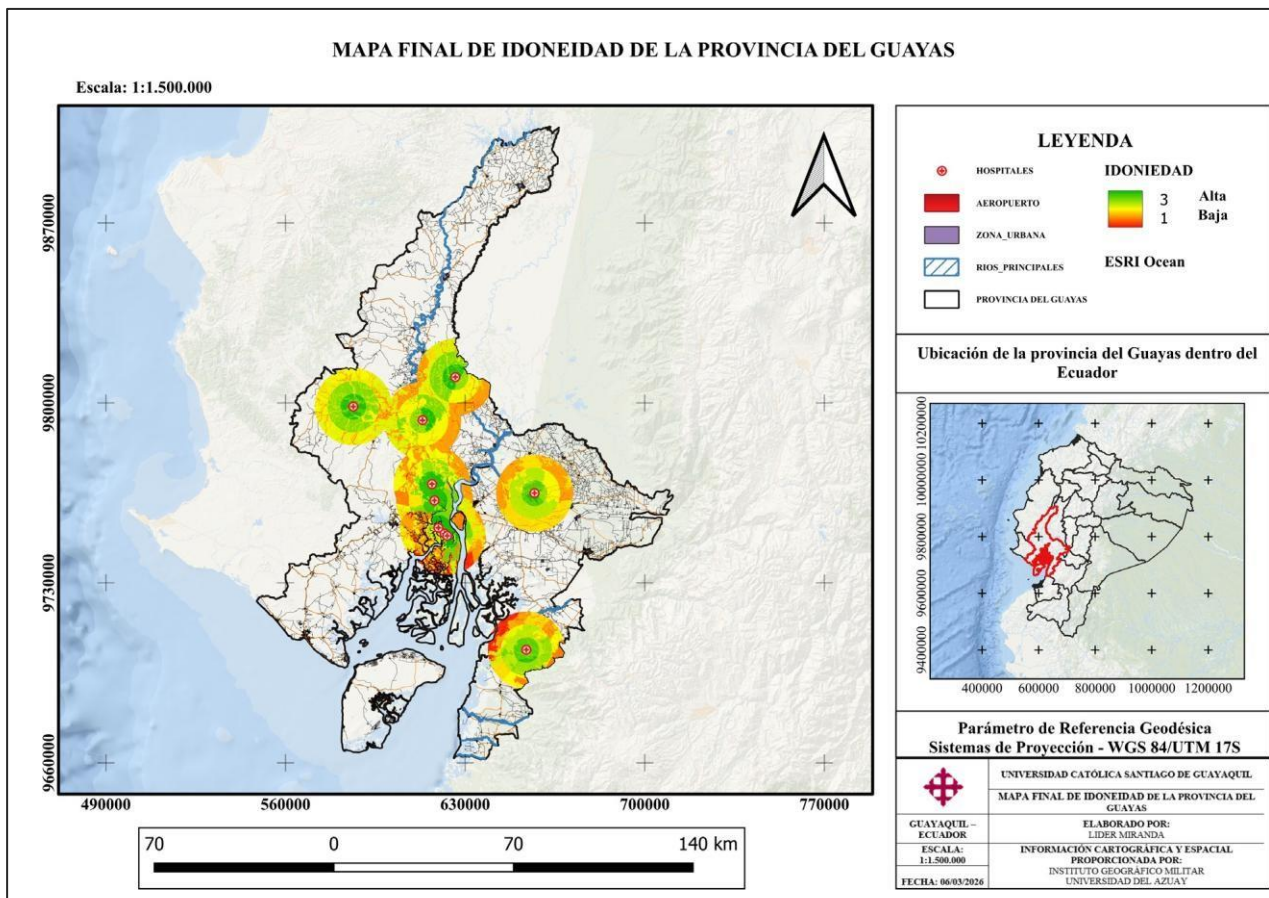 MAPA FINAL DE IDONEIDAD DE LA PROVINCIA DEL GUAYAS
Escala: 1:1.500.000
9870000
9800000
9730000
9660000
490000
560000
630000
700000
770000
70
0
70
140 km
LEYENDA
HOSPITALES
AEROPUERTO
ZONA_URBANA
RIOS_PRINCIPALES
PROVINCIA DEL GUAYAS
IDONIEDAD
3 Alta
1 Baja
ESRI Ocean
Ubicación de la provincia del Guayas dentro del
Ecuador
10200000
10000000
9800000
9600000
9400000
400000
600000
800000
1000000
1200000
Parámetro de Referencia Geodésica
Sistemas de Proyección - WGS 84/UTM 17S
UNIVERSIDAD CATÓLICA SANTIAGO DE GUAYAQUIL
MAPA FINAL DE IDONEIDAD DE LA PROVINCIA DEL
GUAYAS
GUAYAQUIL –
ECUADOR
ELABORADO POR:
LIDER MIRANDA
ESCALA:
1:1.500.000
INFORMACIÓN CARTOGRÁFICA Y ESPACIAL
PROPORCIONADA POR:
INSTITUTO GEOGRÁFICO MILITAR
UNIVERSIDAD DEL AZUAY
FECHA: 06/03/2026